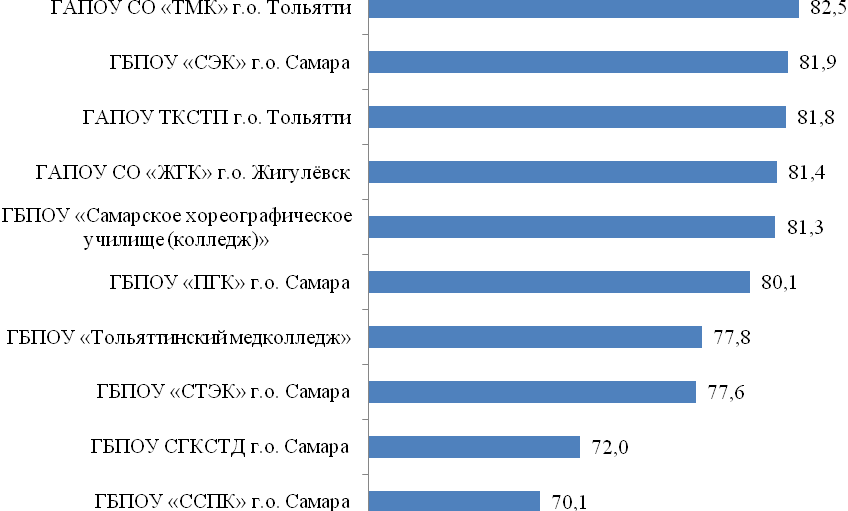 ГАПОУ СО «ТМК» г.о. Тольятти 82,5
ГБПОУ «СЭК» г.о. Самара 81,9
ГАПОУ ТКСТП г.о. Тольятти 81,8
ГАПОУ СО «ЖГК» г.о. Жигулёвск 81,4
ГБПОУ «Самарское хореографическое
училище (колледж)» 81,3
ГБПОУ «ПГК» г.о. Самара 80,1
ГБПОУ «Тольяттинский медколледж» 77,8
ГБПОУ «СТЭК» г.о. Самара 77,6
ГБПОУ СГКСТД г.о. Самара 72,0
ГБПОУ «ССПК» г.о. Самара 70,1